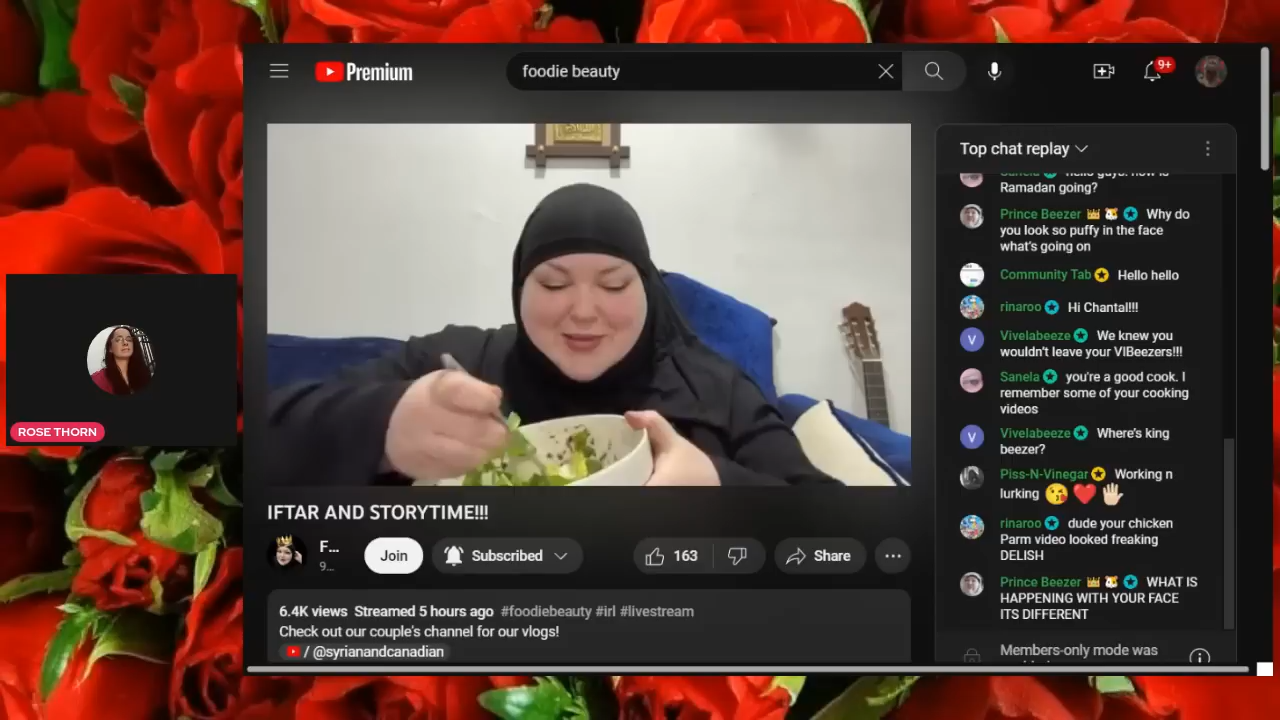 Premium
foodie beauty
9+
Top chat replay
Ramadan going?
Prince Beezer Why do
you look so puffy in the face
what's going on
Community Tab Hello hello
rinaroo Hi Chantal!!!
V Vivelabeeze We knew you
wouldn't leave your VIBeezers!!!
Sanela you're a good cook. I
remember some of your cooking
videos
V Vivelabeeze Where's king
beezer?
Piss-N-Vinegar Working n
lurking
rinaroo dude your chicken
Parm video looked freaking
DELISH
Prince Beezer WHAT IS
HAPPENING WITH YOUR FACE
ITS DIFFERENT
Members-only mode was
ROSE THORN
IFTAR AND STORYTIME!!!
F...
9...
Join
Subscribed
163
Share
6.4K views Streamed 5 hours ago #foodiebeauty #irl #livestream
Check out our couple's channel for our vlogs!
/ @syrianandcanadian